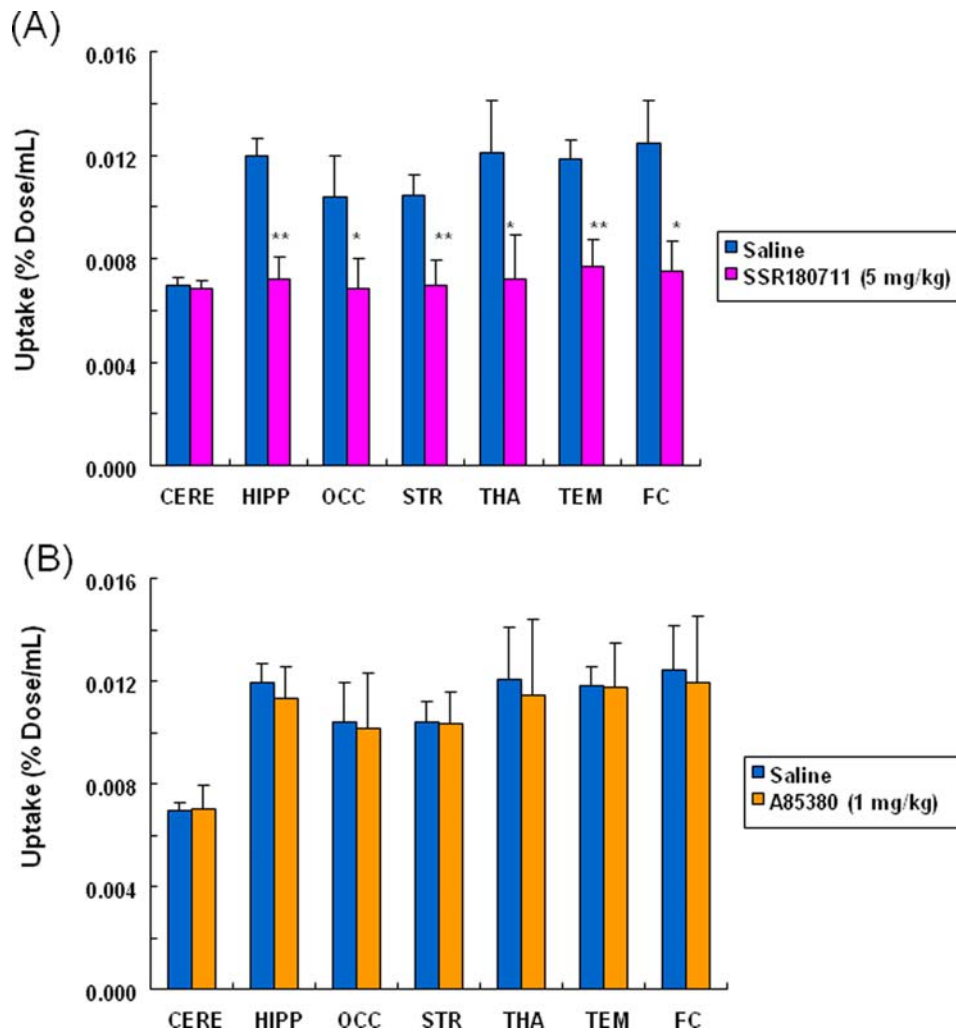 (A)
Uptake (% Dose/mL)
0.016
0.012
0.008
0.004
0.000
** * ** * ** *
CERE HIPP OCC STR THA TEM FC
Saline
SSR180711 (5 mg/kg)
(B)
Uptake (% Dose/mL)
0.016
0.012
0.008
0.004
0.000
CERE HIPP OCC STR THA TEM FC
Saline
A85380 (1 mg/kg)